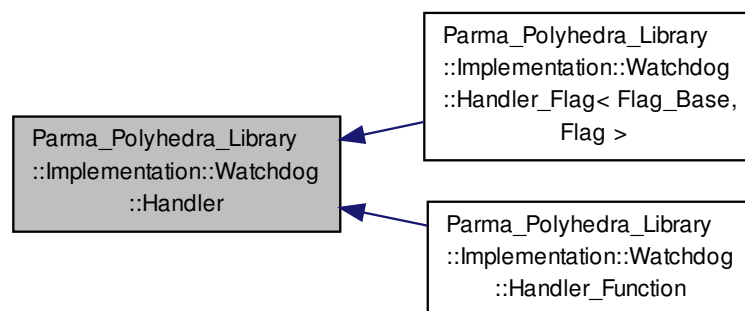 Parma_Polyhedra_Library
::Implementation::Watchdog
::Handler
Parma_Polyhedra_Library
::Implementation::Watchdog
::Handler_Flag< Flag_Base,
Flag >
Parma_Polyhedra_Library
::Implementation::Watchdog
::Handler_Function